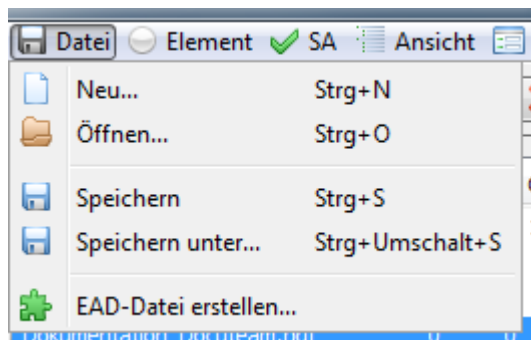 Datei Element SA Ansicht
Neu... Strg+N
Öffnen... Strg+O
Speichern Strg+S
Speichern unter... Strg+Umschalt+S
EAD-Datei erstellen...